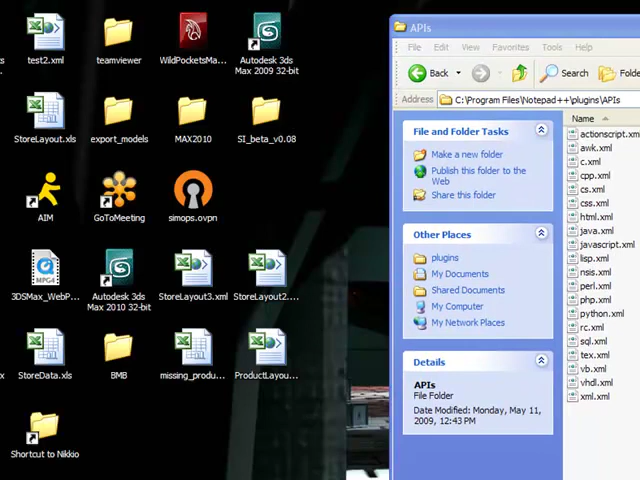 test2.xml
teamviewer
WildPocketsMa...
Autodesk 3ds
Max 2009 32-bit
StoreLayout.xls
export_models
MAX2010
SI_beta_v0.08
AIM
GoToMeeting
simops.ovpn
MPEG4
3DSMax_WebP...
Autodesk 3ds
Max 2010 32-bit
StoreLayout3.xml
StoreLayout2....
StoreData.xls
BMB
missing_produ...
ProductLayou...
Shortcut to Nikkio
APIs
File Edit View Favorites Tools Help
Back Search Folde
Address C:\Program Files\Notepad++\plugins\APIs
File and Folder Tasks
Make a new folder
Publish this folder to the
Web
Share this folder
Other Places
plugins
My Documents
Shared Documents
My Computer
My Network Places
Details
APIs
File Folder
Date Modified: Monday, May 11,
2009, 12:43 PM
Name
actionscript.xm
awk.xml
c.xml
cpp.xml
cs.xml
css.xml
html.xml
java.xml
javascript.xml
lisp.xml
nsis.xml
perl.xml
php.xml
python.xml
rc.xml
sql.xml
tex.xml
vb.xml
vhdl.xml
xml.xml